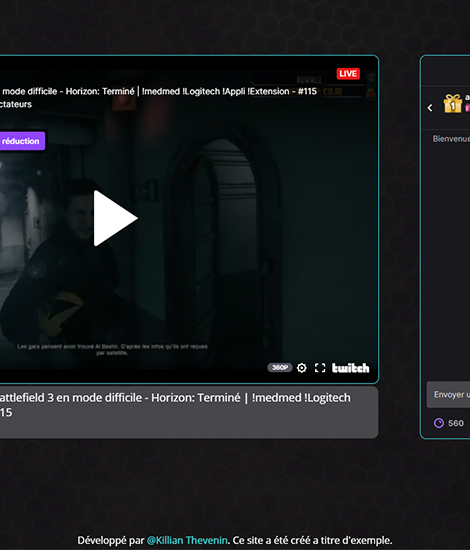 LIVE
mode difficile - Horizon: Terminé | !medmed !Logitech !Appli !Extension - #115
ctateurs
réduction
Les gars pensent avoir trouvé Al Bashir. D'après les infos qu'ils ont reçues
par satellite.
360P
twitch
attlefield 3 en mode difficile - Horizon: Terminé | !medmed !Logitech
15
1
a
Bienvenue
Envoyer u
560
Développé par @Killian Thevenin. Ce site a été créé a titre d'exemple.